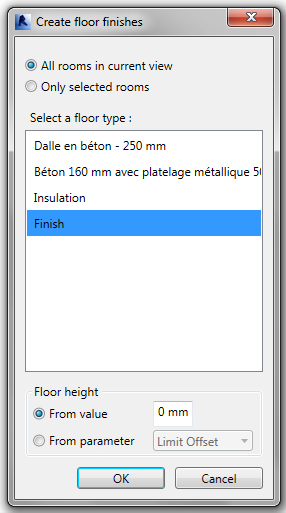 Create floor finishes
All rooms in current view
Only selected rooms
Select a floor type :
Dalle en béton - 250 mm
Béton 160 mm avec platelage métallique
Insulation
Finish
Floor height
From value
0 mm
From parameter
Limit Offset
OK
Cancel